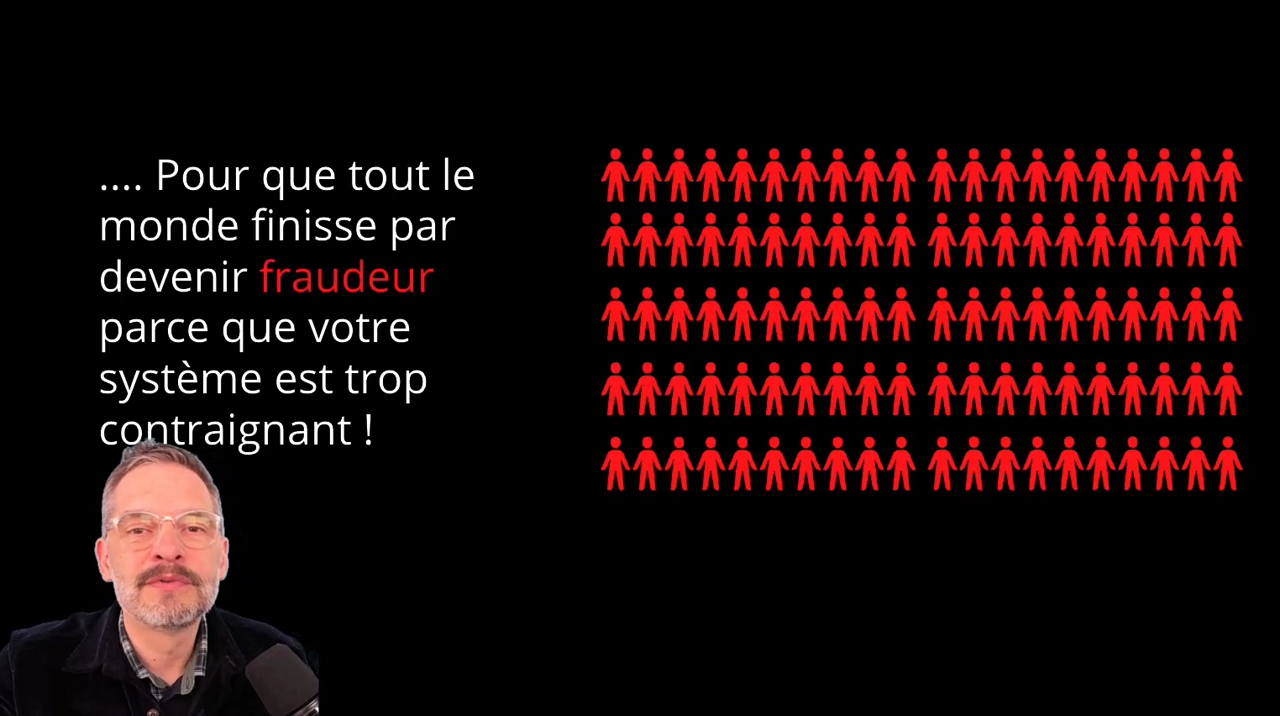 .... Pour que tout le
monde finisse par
devenir fraudeur
parce que votre
système est trop
contraignant !